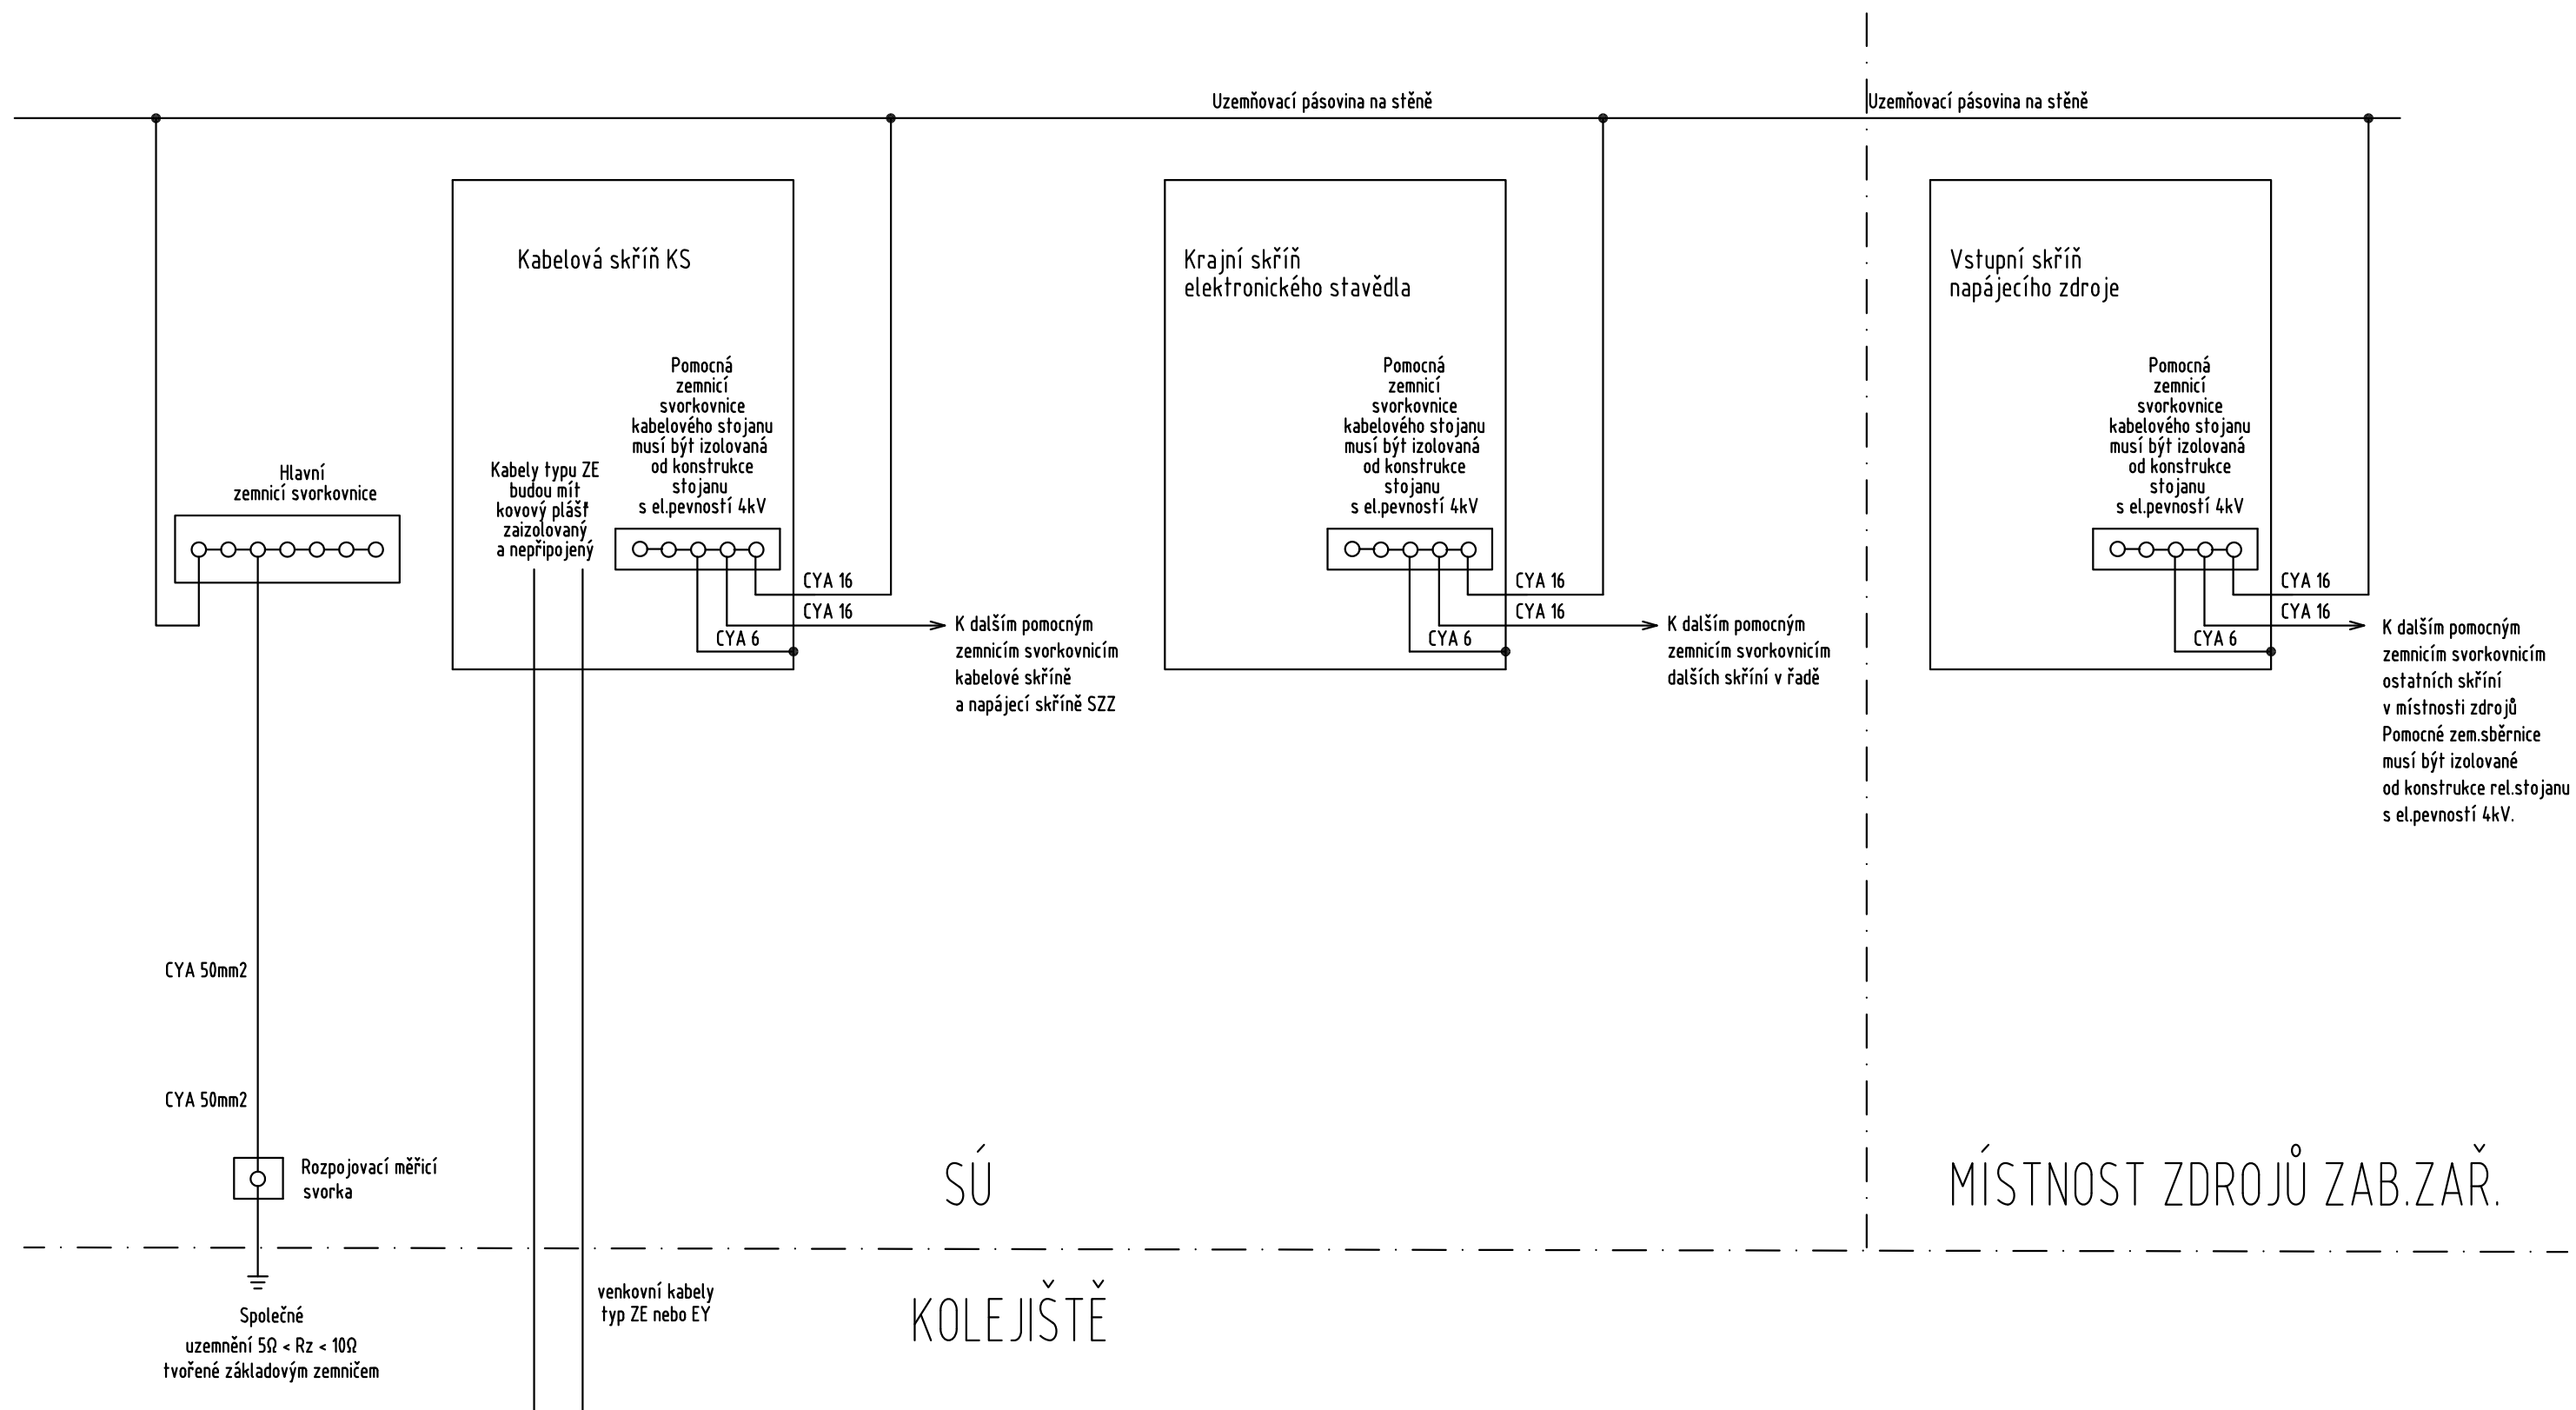 Uzemňovací pásovina na stěně
Uzemňovací pásovina na stěně
Hlavní
zemnicí svorkovnice
CYA 50mm2
CYA 50mm2
Rozpojovací měřicí
svorka
Společné
uzemnění 5Ω < Rz < 10Ω
tvořené základovým zemničem
Kabelová skříň KS
Kabely typu ZE
budou mít
kovový plášť
zaizolovaný
a nepřipojený
Pomocná
zemnicí
svorkovnice
kabelového stojanu
musí být izolovaná
od konstrukce
stojanu
s el.pevností 4kV
CYA 16
CYA 16
CYA 6
K dalším pomocným
zemnicím svorkovnicím
kabelové skříně
a napájecí skříně SZZ
venkovní kabely
typ ZE nebo EY
Krajní skříň
elektronického stavědla
Pomocná
zemnicí
svorkovnice
kabelového stojanu
musí být izolovaná
od konstrukce
stojanu
s el.pevností 4kV
CYA 16
CYA 16
CYA 6
K dalším pomocným
zemnicím svorkovnicím
dalších skříní v řadě
Vstupní skříň
napájecího zdroje
Pomocná
zemnicí
svorkovnice
kabelového stojanu
musí být izolovaná
od konstrukce
stojanu
s el.pevností 4kV
CYA 16
CYA 16
CYA 6
K dalším pomocným
zemnicím svorkovnicím
ostatních skříní
v místnosti zdrojů
Pomocné zem.sběrnice
musí být izolované
od konstrukce rel.stojanu
s el.pevností 4kV.
SÚ
MÍSTNOST ZDROJŮ ZAB.ZAŘ.
KOLEJIŠTĚ